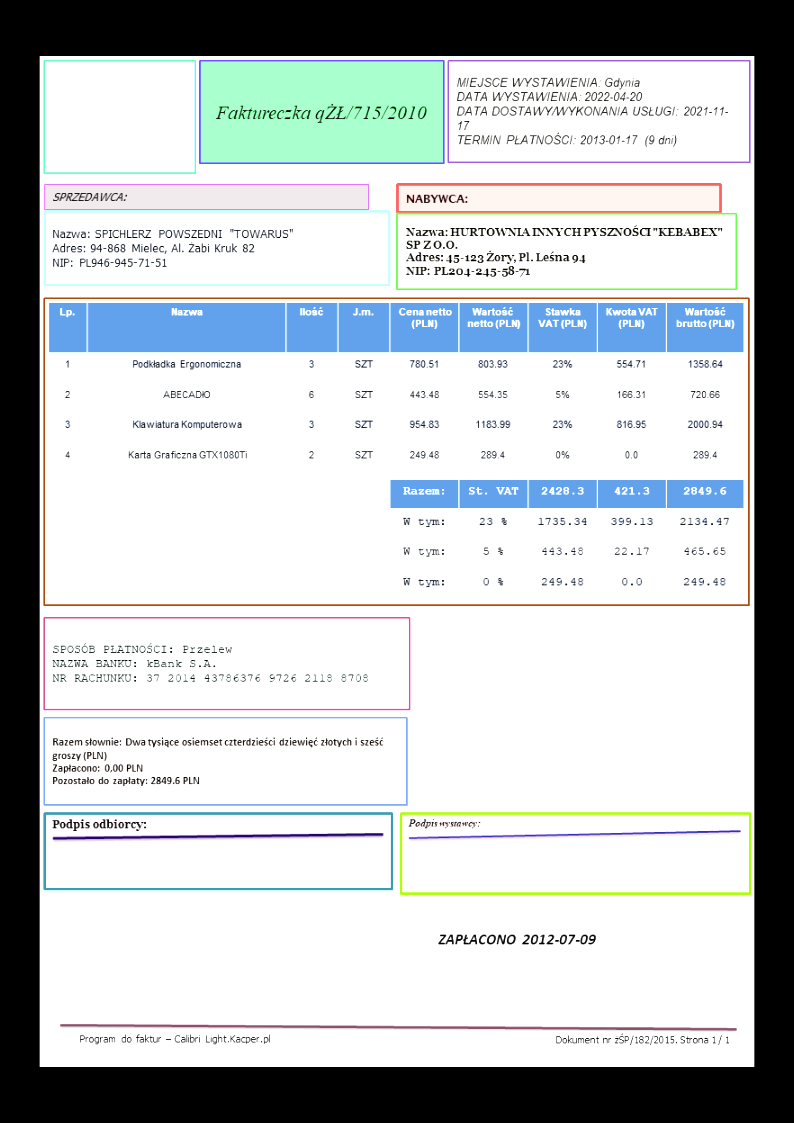 Faktureczka qŻŁ/715/2010
MIEJSCE WYSTAWIENIA: Gdynia
DATA WYSTAWIENIA: 2022-04-20
DATA DOSTAWY/WYKONANIA USŁUGI: 2021-11-
17
TERMIN PŁATNOŚCI: 2013-01-17 (9 dni)
SPRZEDAWCA:
Nazwa: SPICHLERZ POWSZEDNI "TOWARUS"
Adres: 94-868 Mielec, Al. Żabi Kruk 82
NIP: PL946-945-71-51
NABYWCA:
Nazwa: HURTOWNIA INNYCH PYSZNOŚCI "KEBABEX"
SP Z O.O.
Adres: 45-123 Żory, Pl. Leśna 94
NIP: PL204-245-58-71
Lp. Nazwa Ilość J.m. Cena netto (PLN) Wartość netto (PLN) Stawka VAT (PLN) Kwota VAT (PLN) Wartość brutto (PLN)
1 Podkładka Ergonomiczna 3 SZT 780.51 803.93 23% 554.71 1358.64
2 ABECADŁO 6 SZT 443.48 554.35 5% 166.31 720.66
3 Klawiatura Komputerowa 3 SZT 954.83 1183.99 23% 816.95 2000.94
4 Karta Graficzna GTX1080Ti 2 SZT 249.48 289.4 0% 0.0 289.4
Razem: St. VAT 2428.3 421.3 2849.6
W tym: 23 % 1735.34 399.13 2134.47
W tym: 5 % 443.48 22.17 465.65
W tym: 0 % 249.48 0.0 249.48
SPOSÓB PŁATNOŚCI: Przelew
NAZWA BANKU: kBank S.A.
NR RACHUNKU: 37 2014 43786376 9726 2118 8708
Razem słownie: Dwa tysiące osiemset czterdzieści dziewięć złotych i sześć
groszy (PLN)
Zapłacono: 0,00 PLN
Pozostało do zapłaty: 2849.6 PLN
Podpis odbiorcy:
Podpis wystawcy:
ZAPŁACONO 2012-07-09
Program do faktur – Calibri Light.Kacper.pl
Dokument nr żŚP/182/2015. Strona 1 / 1